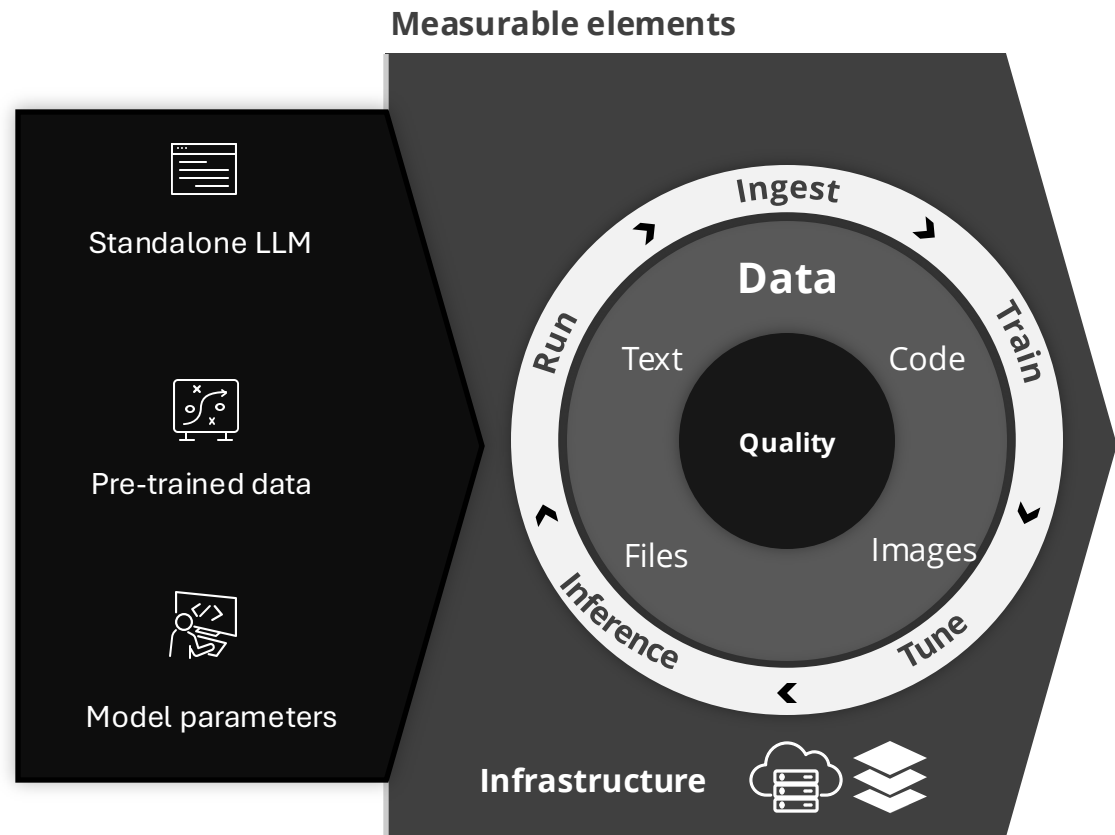 Measurable elements
Standalone LLM
Pre-trained data
Model parameters
Ingest
Train
Tune
Inference
Run
Data
Text
Code
Quality
Files
Images
Infrastructure